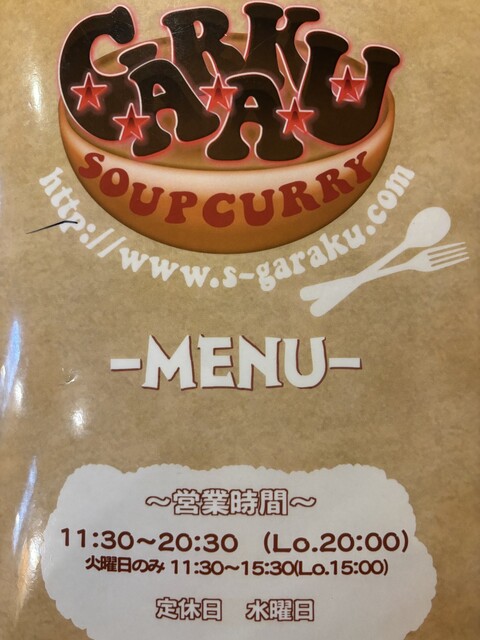 GARAKU
SOUPCURRY
http://www.s-garaku.com
-MENU-
～営業時間～
11:30～20:30 (Lo.20:00)
火曜日のみ 11:30～15:30(Lo.15:00)
定休日 水曜日